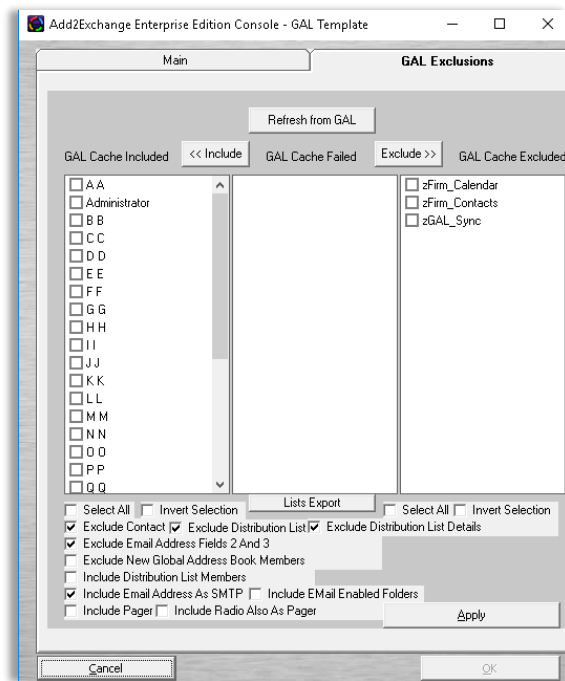 Add2Exchange Enterprise Edition Console - GAL Template
Main
GAL Exclusions
Refresh from GAL
GAL Cache Included
<< Include
GAL Cache Failed
Exclude >>
GAL Cache Excluded
A A
Administrator
B B
C C
D D
E E
F F
G G
H H
I I
J J
K K
L L
M M
N N
O O
P P
Q Q
zFirm_Calendar
zFirm_Contacts
zGAL_Sync
Select All Invert Selection
Lists Export
Select All Invert Selection
Exclude Contact Exclude Distribution List Exclude Distribution List Details
Exclude Email Address Fields 2 And 3
Exclude New Global Address Book Members
Include Distribution List Members
Include Email Address As SMTP Include EMail Enabled Folders
Include Pager Include Radio Also As Pager
Apply
Cancel
OK